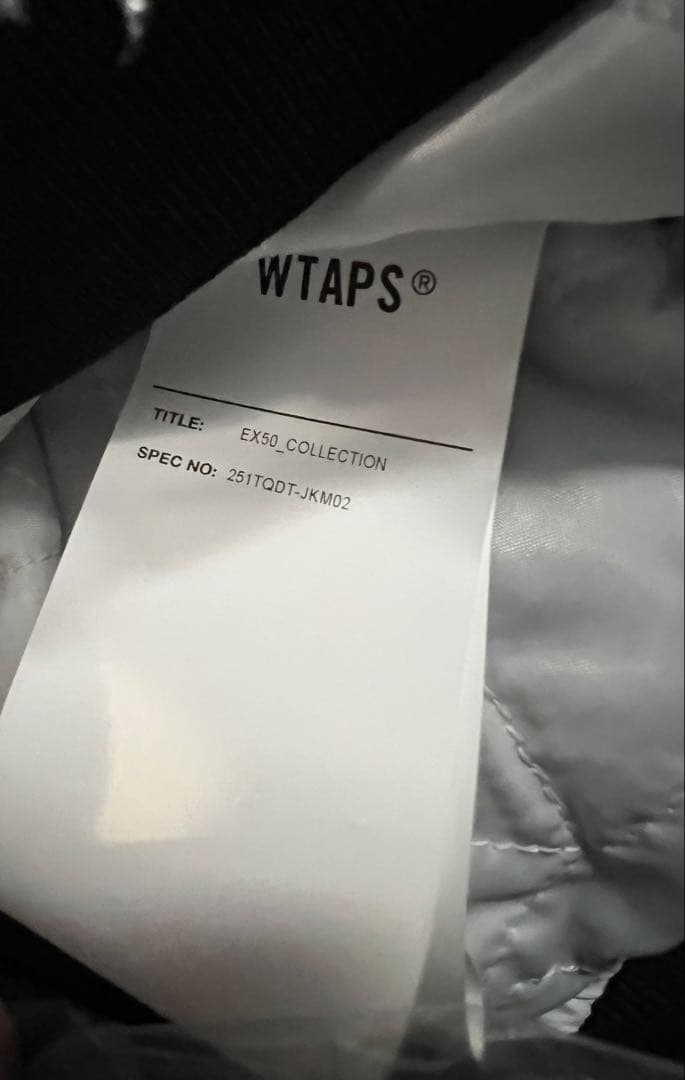 WTAPS®
TITLE: EX50_COLLECTION
SPEC NO: 251TQDT-JKM02